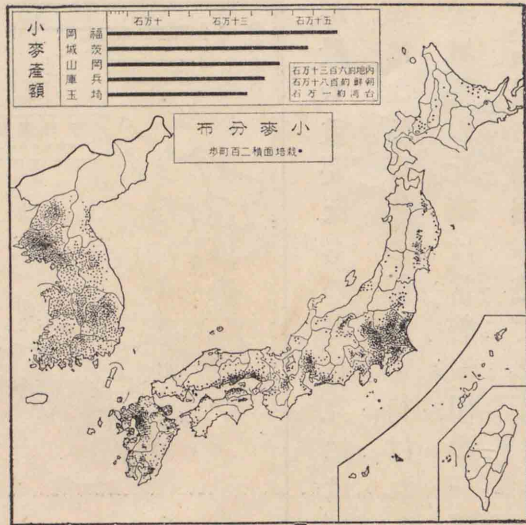 小麥產額
十万石
三十万石
五十万石
福岡
茨城
岡山
兵庫
埼玉
内地約六百三十万石
朝鮮約百八十万石
台湾約一万石
小麥分布
•栽培面積二百町歩